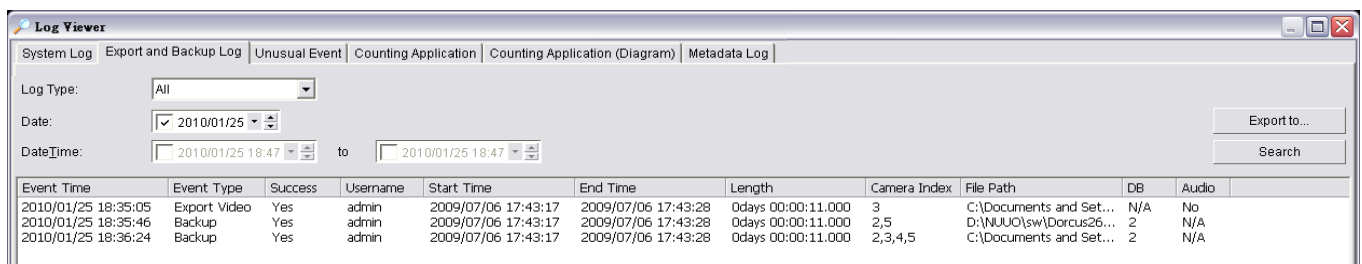 Log Viewer
System Log Export and Backup Log Unusual Event Counting Application Counting Application (Diagram) Metadata Log
Log Type: All
Date: 2010/01/25 Export to...
DateTime: 2010/01/25 18:47 to 2010/01/25 18:47 Search
Event Time Event Type Success Username Start Time End Time Length Camera Index File Path DB Audio
2010/01/25 18:35:05 Export Video Yes admin 2009/07/06 17:43:17 2009/07/06 17:43:28 0days 00:00:11.000 3 C:\Documents and Set... N/A No
2010/01/25 18:35:46 Backup Yes admin 2009/07/06 17:43:17 2009/07/06 17:43:28 0days 00:00:11.000 2,5 D:\NUUO\sw\Dorcus26... 2 N/A
2010/01/25 18:36:24 Backup Yes admin 2009/07/06 17:43:17 2009/07/06 17:43:28 0days 00:00:11.000 2,3,4,5 C:\Documents and Set... 2 N/A